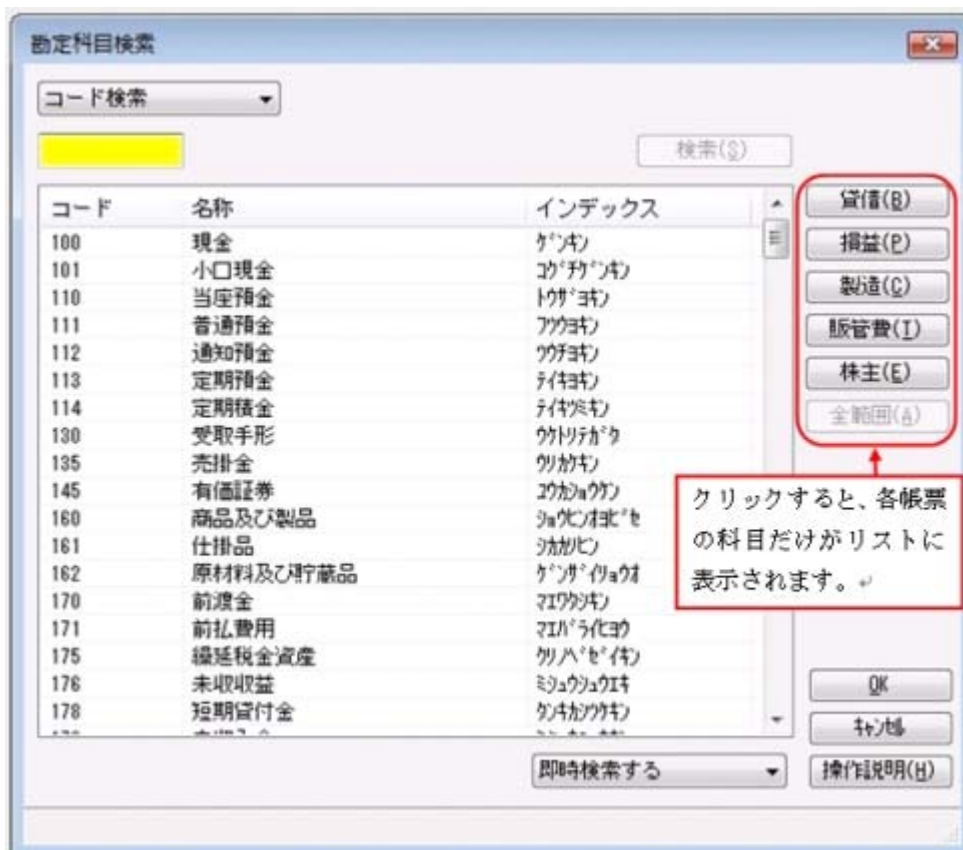 勘定科目検索
コード検索
検索(S)
コード 名称 インデックス
100 現金 ｹﾞﾝｷﾝ
101 小口現金 ｺｸﾞﾁｹﾞﾝｷﾝ
110 当座預金 ﾄｳｻﾞﾖｷﾝ
111 普通預金 ﾌﾂｳﾖｷﾝ
112 通知預金 ﾂｳﾁﾖｷﾝ
113 定期預金 ﾃｲｷﾖｷﾝ
114 定期積金 ﾃｲｷﾂﾐｷﾝ
130 受取手形 ｳｹﾄﾘﾃｶﾞﾀ
135 売掛金 ｳﾘｶｹｷﾝ
145 有価証券 ﾕｳｶｼｮｳｹﾝ
160 商品及び製品 ｼｮｳﾋﾝｵﾖﾋﾞｾ
161 仕掛品 ｼｶｶﾘﾋﾝ
162 原材料及び貯蔵品 ｹﾞﾝｻﾞｲﾘｮｳｵ
170 前渡金 ﾏｴﾜﾀｼｷﾝ
171 前払費用 ﾏｴﾊﾞﾗｲﾋﾖｳ
175 繰延税金資産 ｸﾘﾉﾍﾞｾﾞｲｷﾝ
176 未収収益 ﾐｼｭｳｼｭｳｴｷ
178 短期貸付金 ﾀﾝｷｶｼﾂｹｷﾝ
貸借(B)
損益(P)
製造(C)
販管費(I)
株主(E)
全範囲(A)
クリックすると、各帳票
の科目だけがリストに
表示されます。↵
OK
ｷｬﾝｾﾙ
即時検索する
操作説明(H)